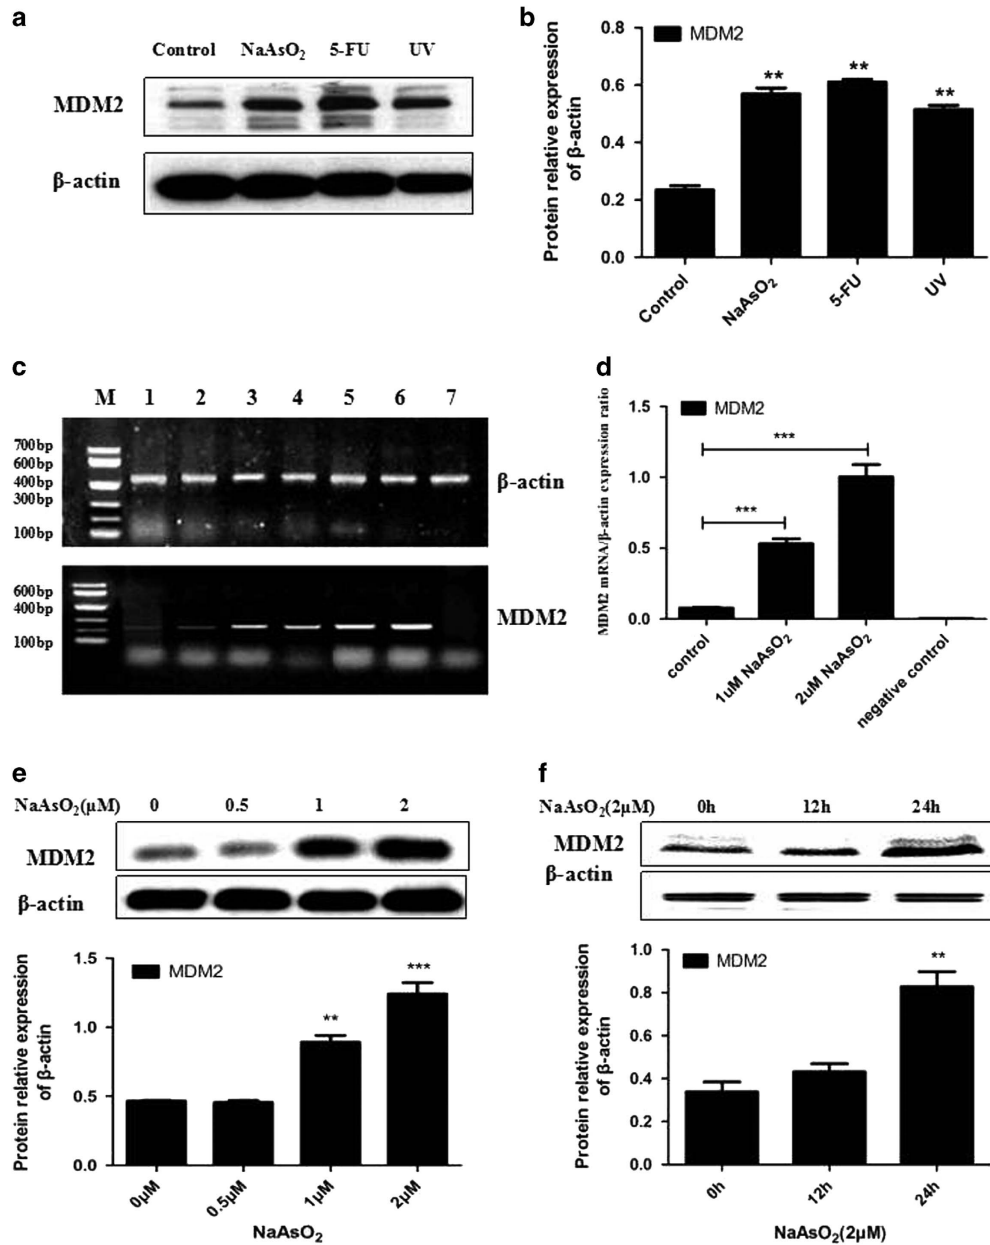 a
Control NaAsO2 5-FU UV
MDM2
β-actin
b
Protein relative expression
of β-actin
MDM2
0.8
0.6
0.4
0.2
0.0
** ** **
Control NaAsO2 5-FU UV
c
M 1 2 3 4 5 6 7
700bp
600bp
400bp
300bp
100bp
β-actin
600bp
400bp
100bp
MDM2
d
MDM2 mRNA/β-actin expression ratio
MDM2
1.5
1.0
0.5
0.0
***
***
control 1uM NaAsO2 2uM NaAsO2 negative control
e
NaAsO2(μM) 0 0.5 1 2
MDM2
β-actin
Protein relative expression
of β-actin
MDM2
1.5
1.0
0.5
0.0
** ***
0μM 0.5μM 1μM 2μM
NaAsO2
f
NaAsO2(2μM) 0h 12h 24h
MDM2
β-actin
Protein relative expression
of β-actin
MDM2
1.0
0.8
0.6
0.4
0.2
0.0
**
0h 12h 24h
NaAsO2(2μM)